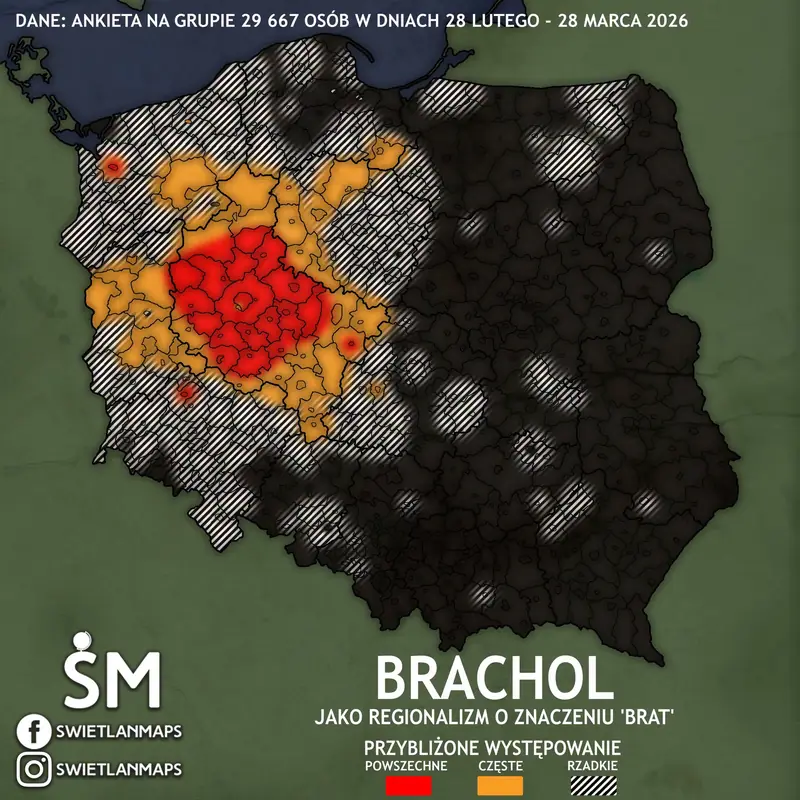 DANE: ANKIETA NA GRUPIE 29 667 OSÓB W DNIACH 28 LUTEGO - 28 MARCA 2026
ŚM
SWIETLANMAPS
SWIETLANMAPS
BRACHOL
JAKO REGIONALIZM O ZNACZENIU 'BRAT'
PRZYBLIŻONE WYSTĘPOWANIE
POWSZECHNE CZĘSTE RZADKIE